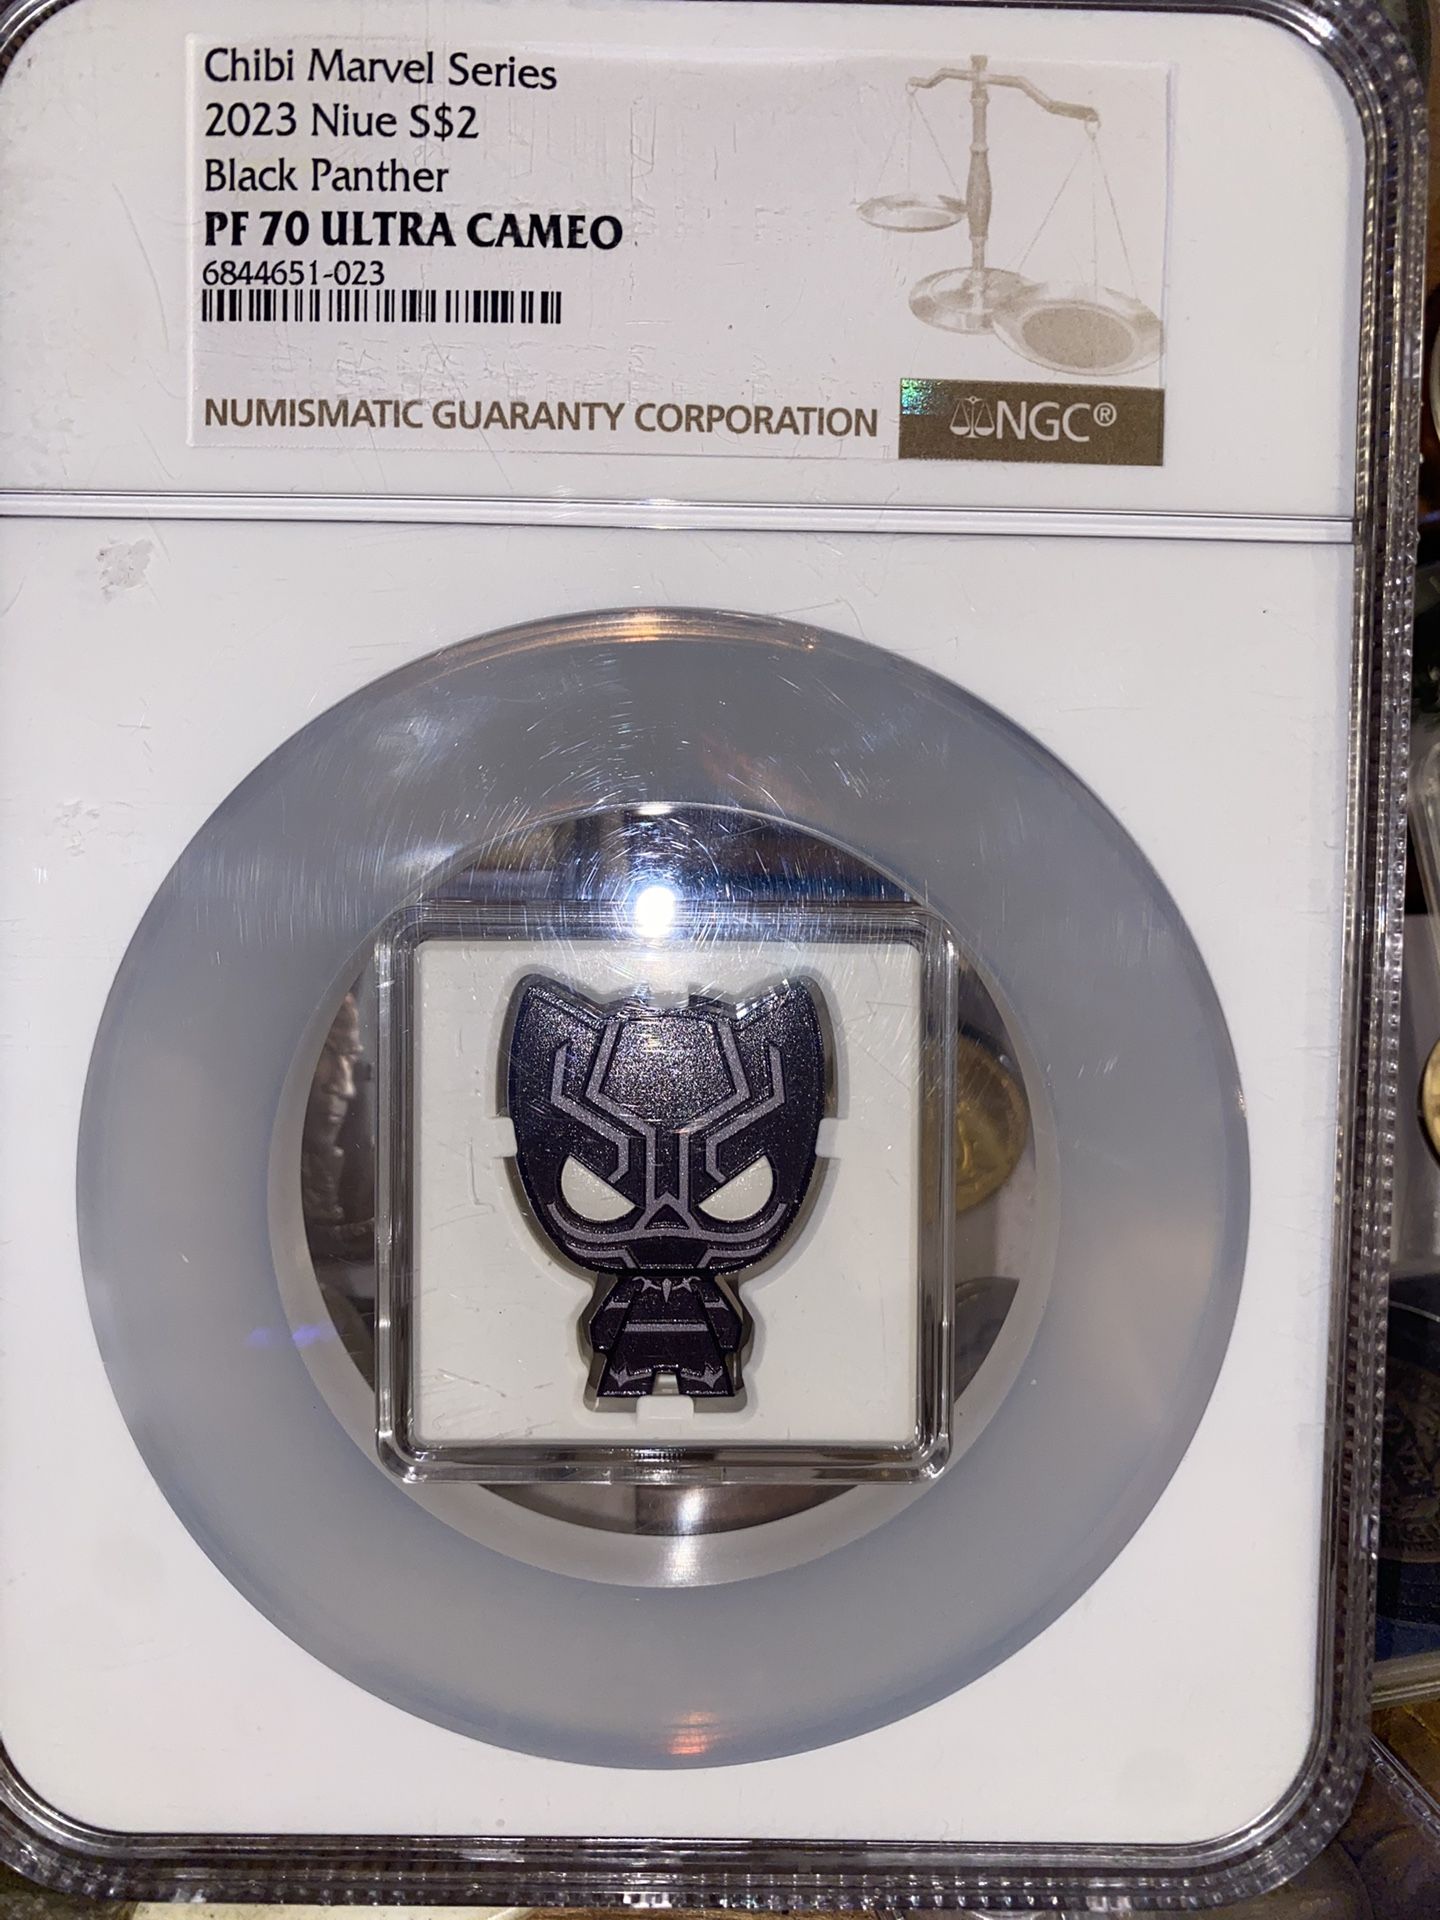 Chibi Marvel Series
2023 Niue S$2
Black Panther
PF 70 ULTRA CAMEO
6844651-023
NUMISMATIC GUARANTY CORPORATION
NGC®